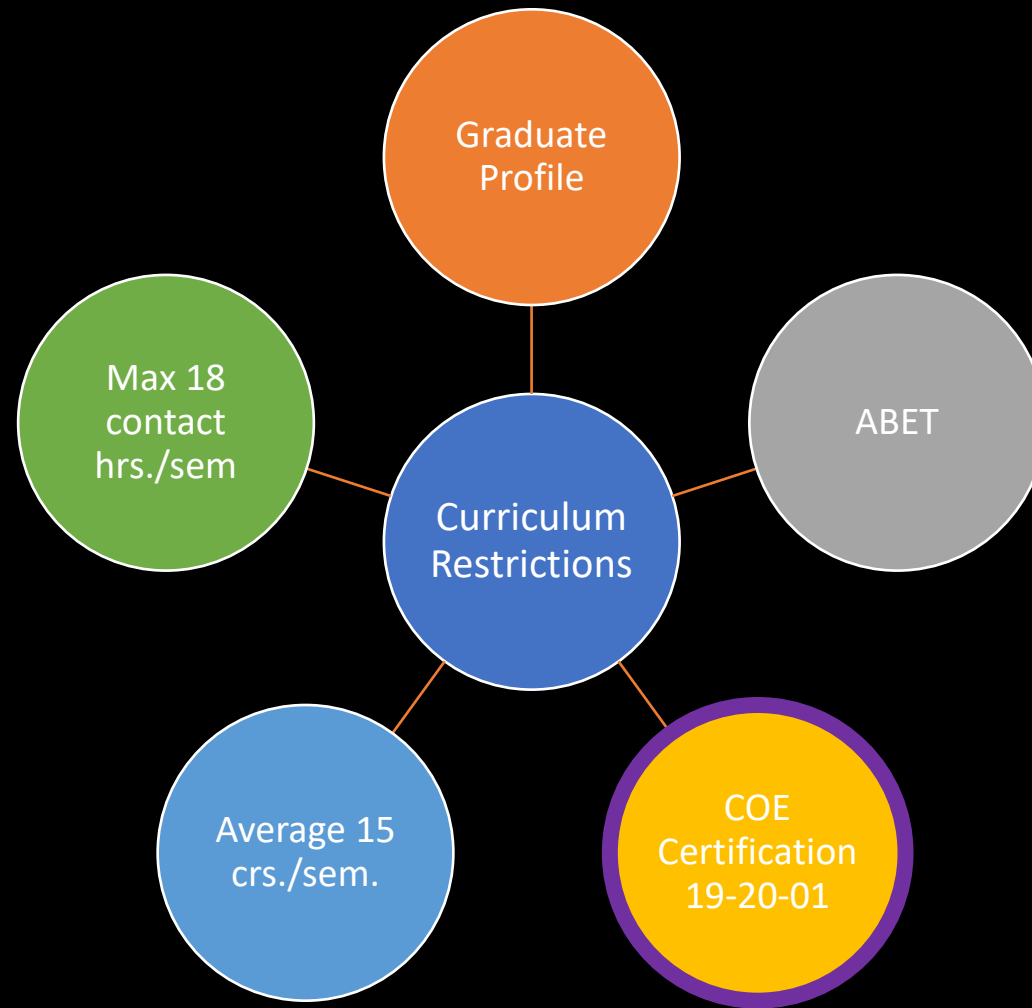 Graduate
Profile
Max 18
contact
hrs./sem
ABET
Curriculum
Restrictions
Average 15
crs./sem.
COE
Certification
19-20-01